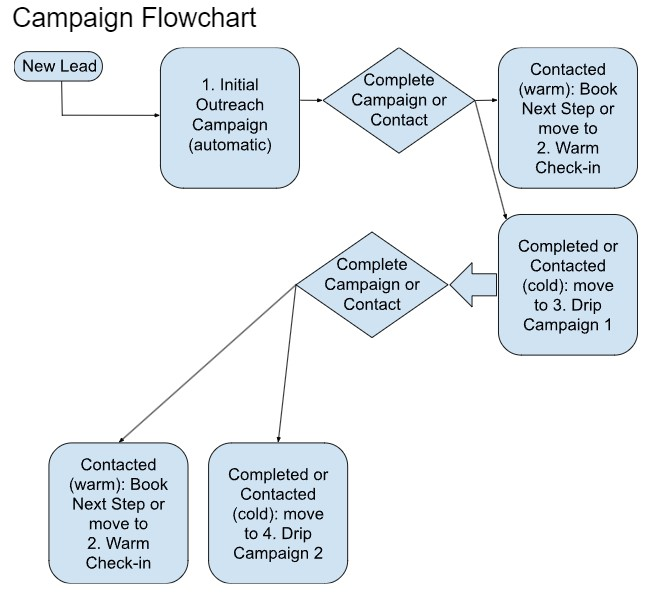 Campaign Flowchart
New Lead
1. Initial
Outreach
Campaign
(automatic)
Complete
Campaign or
Contact
Contacted
(warm): Book
Next Step or
move to
2. Warm
Check-in
Completed or
Contacted
(cold): move
to 3. Drip
Campaign 1
Complete
Campaign or
Contact
Contacted
(warm): Book
Next Step or
move to
2. Warm
Check-in
Completed or
Contacted
(cold): move
to 4. Drip
Campaign 2